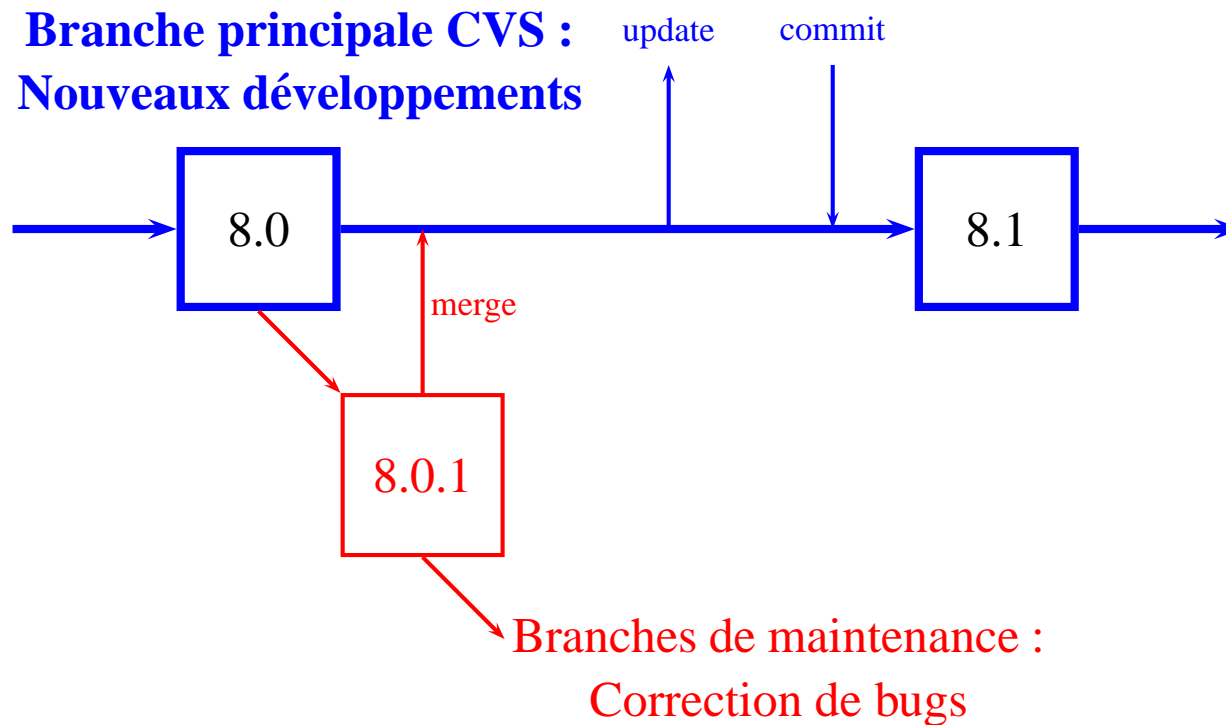 Branche principale CVS :
Nouveaux développements
update
commit
8.0
8.1
merge
8.0.1
Branches de maintenance :
Correction de bugs